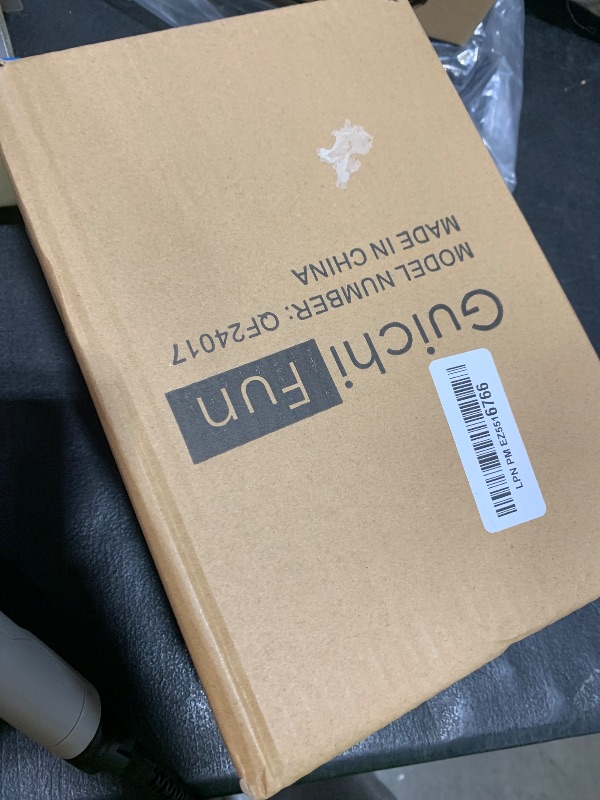 Guichi Fun
MODEL NUMBER: QF24017
MADE IN CHINA
LPN PM EZ5516766